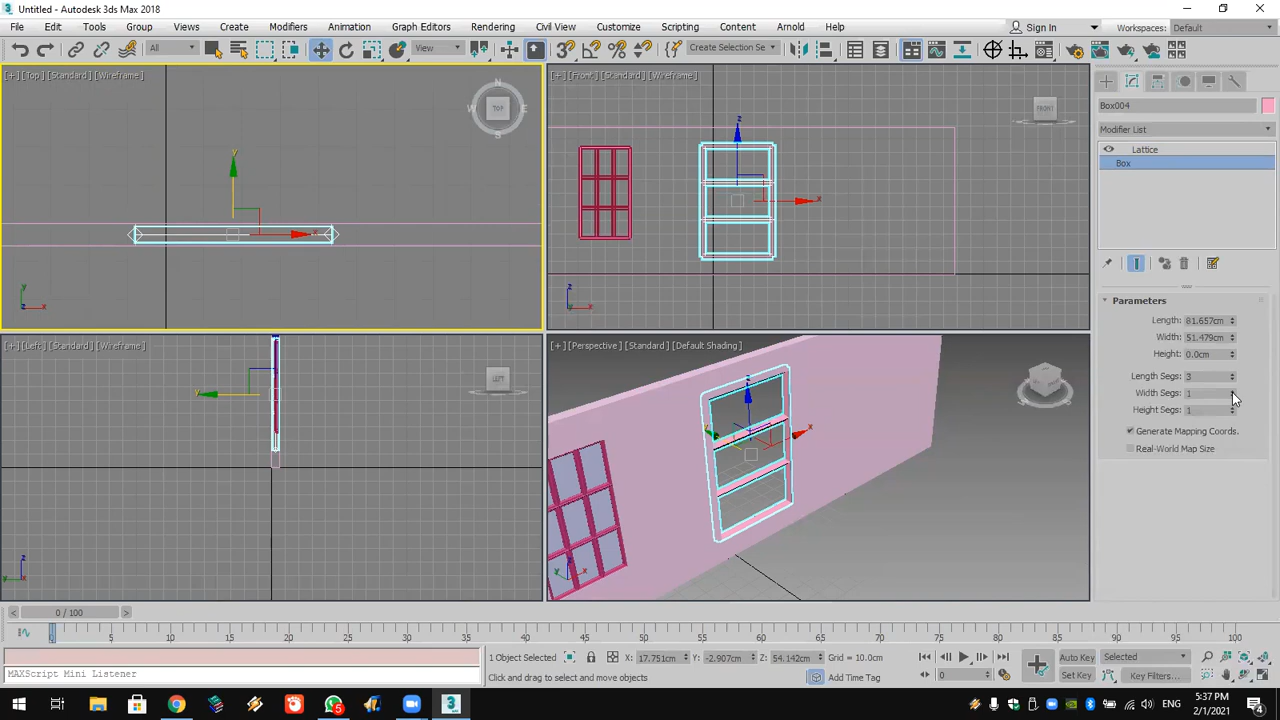 Untitled - Autodesk 3ds Max 2018
File Edit Tools Group Views Create Modifiers Animation Graph Editors Rendering Civil View Customize Scripting Content Arnold Help Sign In Workspaces: Default
All View Create Selection Se
[+] [Top] [Standard] [Wireframe]
[+] [Front] [Standard] [Wireframe]
N
W TOP E
S
FRONT
y
x
z
x
y
z x
z
x
[+] [Left] [Standard] [Wireframe]
[+] [Perspective] [Standard] [Default Shading]
LEFT
y
z
y
z
x
z
x
Box004
Modifier List
Lattice
Box
Parameters
Length: 81.657cm
Width: 51.479cm
Height: 0.0cm
Length Segs: 3
Width Segs: 1
Height Segs: 1
Generate Mapping Coords.
Real-World Map Size
< 0 / 100 >
0 5 10 15 20 25 30 35 40 45 50 55 60 65 70 75 80 85 90 95 100
1 Object Selected X: 17.751cm Y: -2.907cm Z: 54.142cm Grid = 10.0cm Auto Key Selected
MAXScript Mini Listener
Click and drag to select and move objects Add Time Tag 0 Set Key Key Filters...
5
ENG
5:37 PM
2/1/2021
4